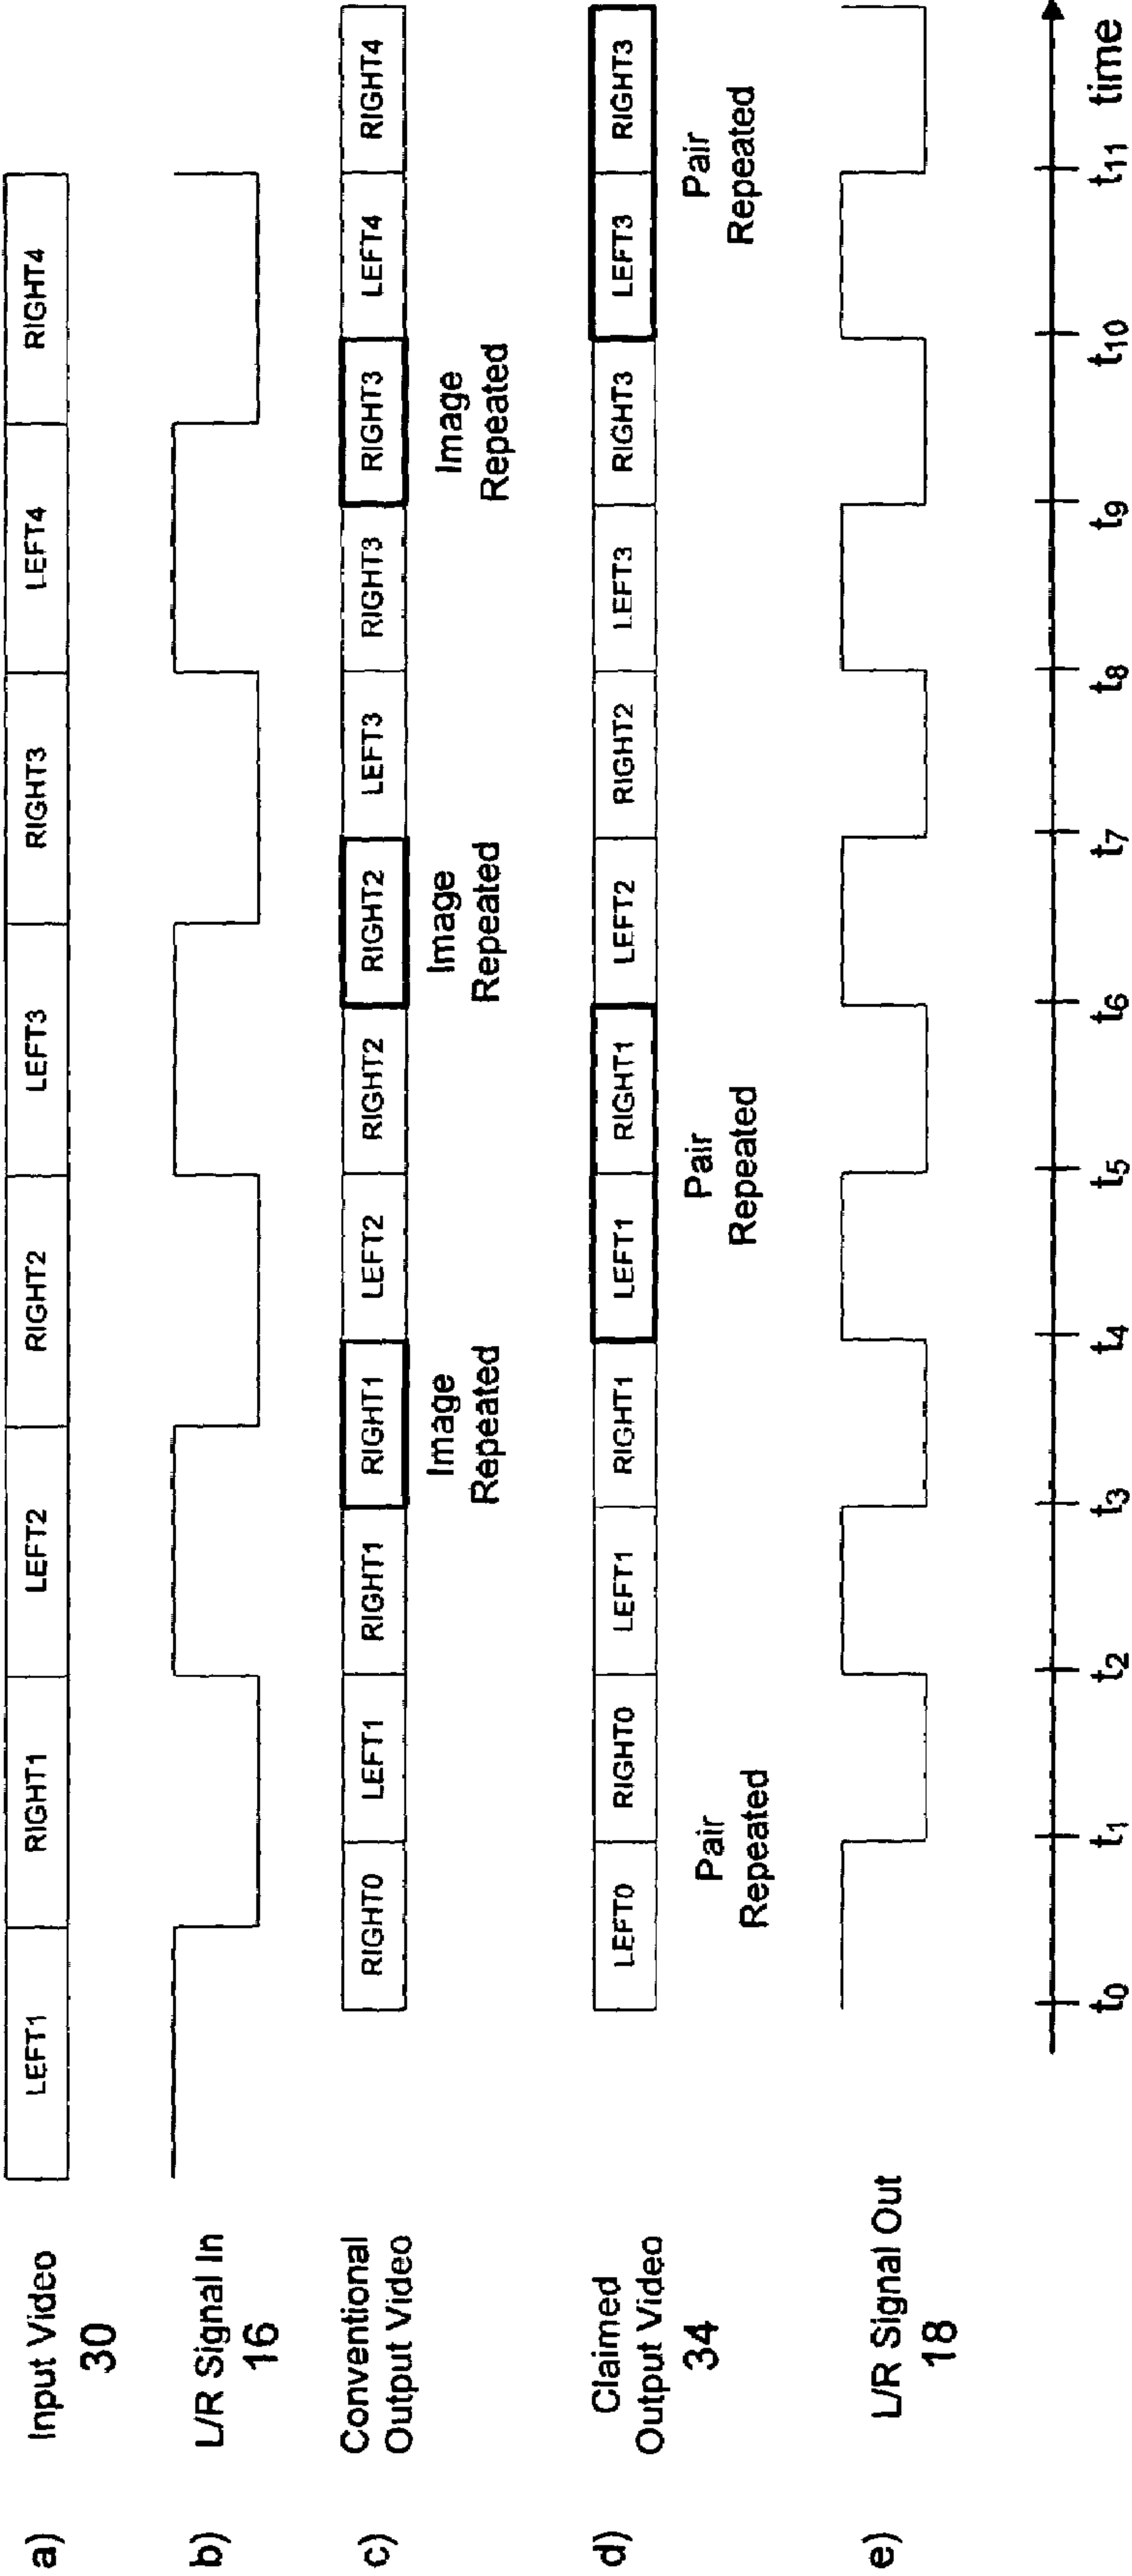 a) Input Video
30
LEFT1 RIGHT1 LEFT2 RIGHT2 LEFT3 RIGHT3 LEFT4 RIGHT4
b) L/R Signal In
16
c) Conventional
Output Video
RIGHT0 LEFT1 RIGHT1 RIGHT1 LEFT2 RIGHT2 RIGHT2 LEFT3 RIGHT3 RIGHT3 LEFT4 RIGHT4
Image
Repeated
Image
Repeated
Image
Repeated
d) Claimed
Output Video
34
LEFT0 RIGHT0 LEFT1 RIGHT1 LEFT1 RIGHT1 LEFT2 RIGHT2 LEFT3 RIGHT3 LEFT3 RIGHT3
Pair
Repeated
Pair
Repeated
Pair
Repeated
e) L/R Signal Out
18
t0 t1 t2 t3 t4 t5 t6 t7 t8 t9 t10 t11 time